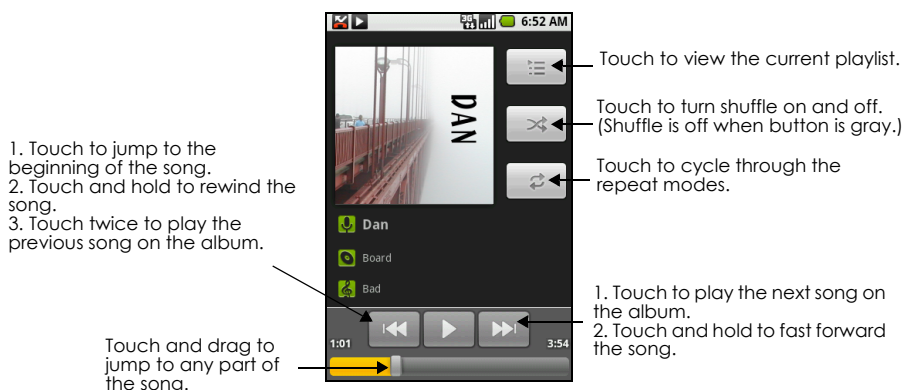 3G
6:52 AM
DAN
Touch to view the current playlist.
Touch to turn shuffle on and off.
(Shuffle is off when button is gray.)
Touch to cycle through the
repeat modes.
1. Touch to jump to the
beginning of the song.
2. Touch and hold to rewind the
song.
3. Touch twice to play the
previous song on the album.
Dan
Board
Bad
1:01
3:54
1. Touch to play the next song on
the album.
2. Touch and hold to fast forward
the song.
Touch and drag to
jump to any part of
the song.